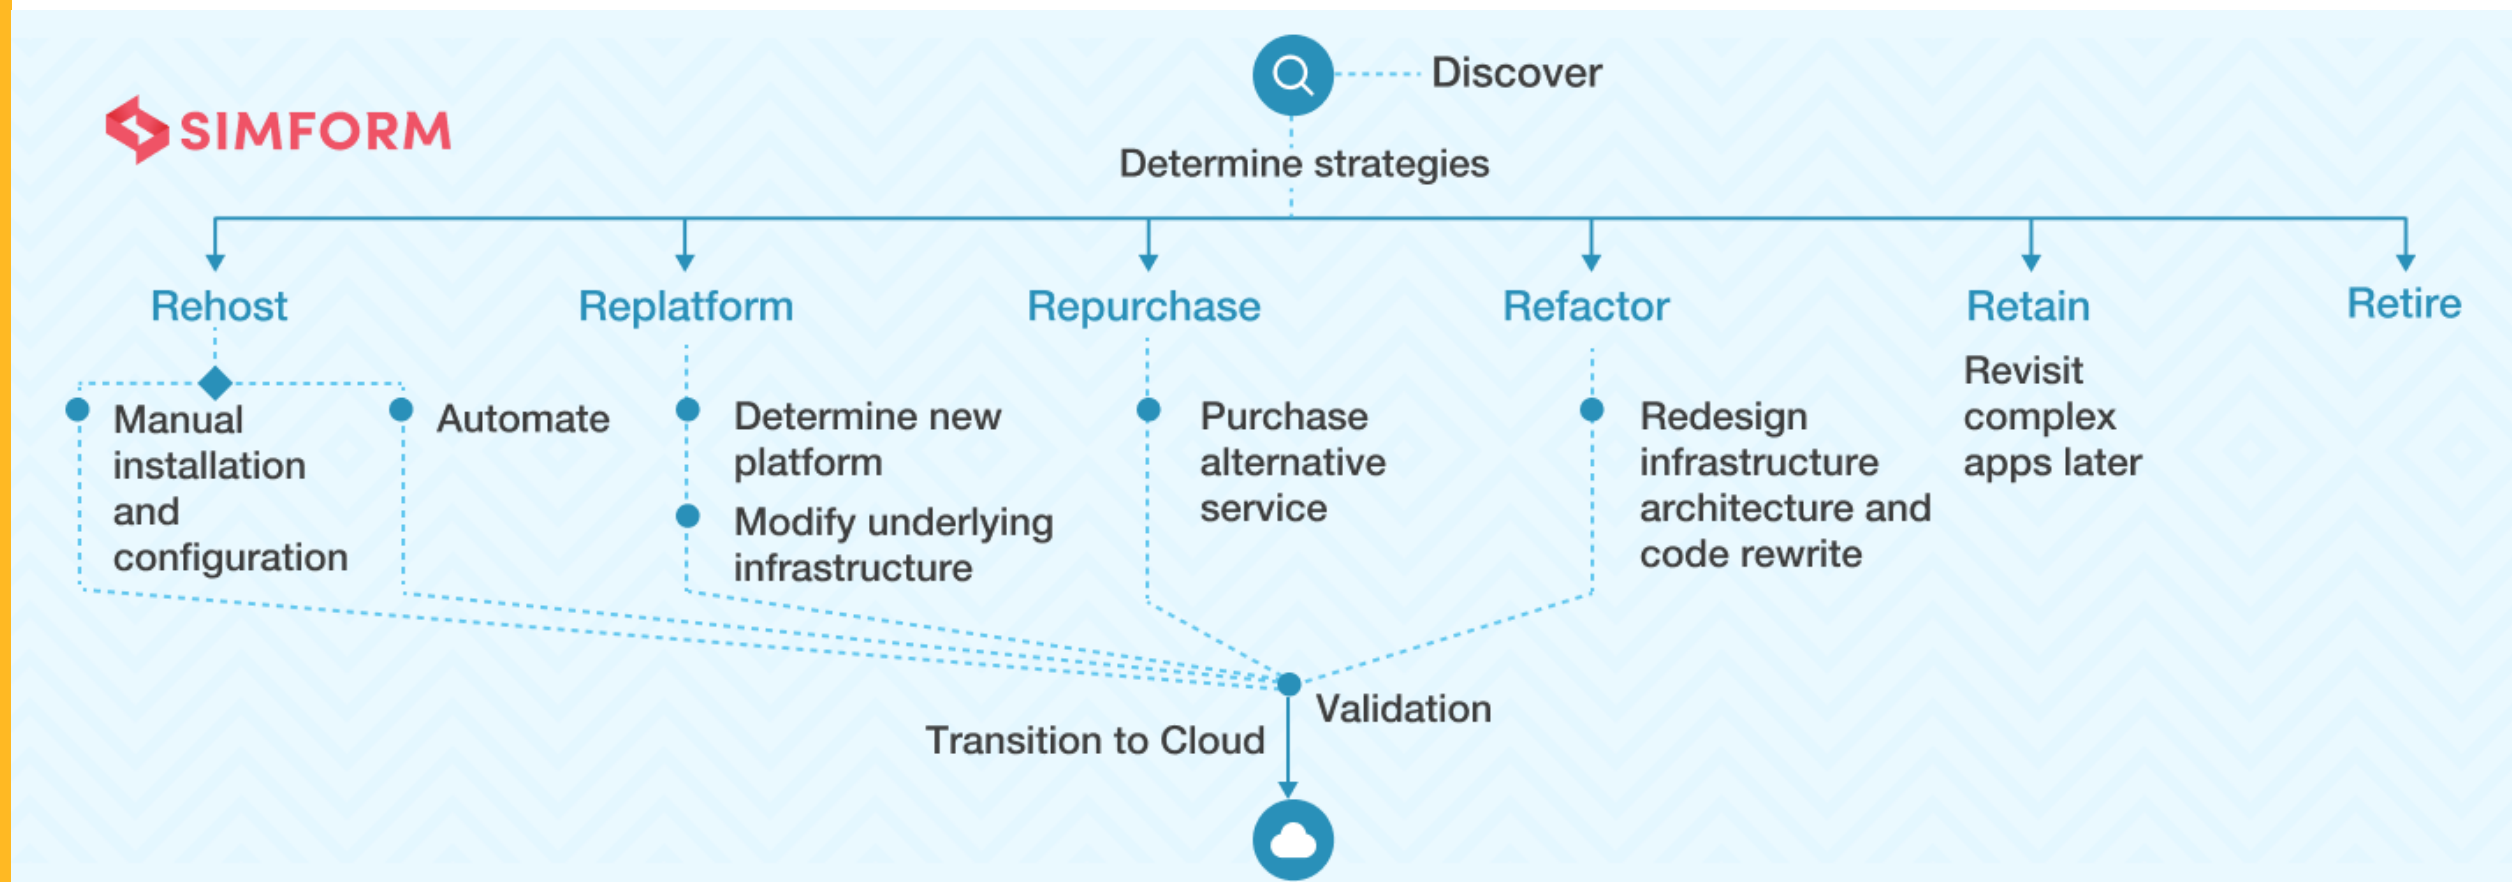 Discover
SIMFORM
Determine strategies
Rehost
Replatform
Repurchase
Refactor
Retain
Retire
Manual
installation
and
configuration
Automate
Determine new
platform
Modify underlying
infrastructure
Purchase
alternative
service
Redesign
infrastructure
architecture and
code rewrite
Revisit
complex
apps later
Validation
Transition to Cloud